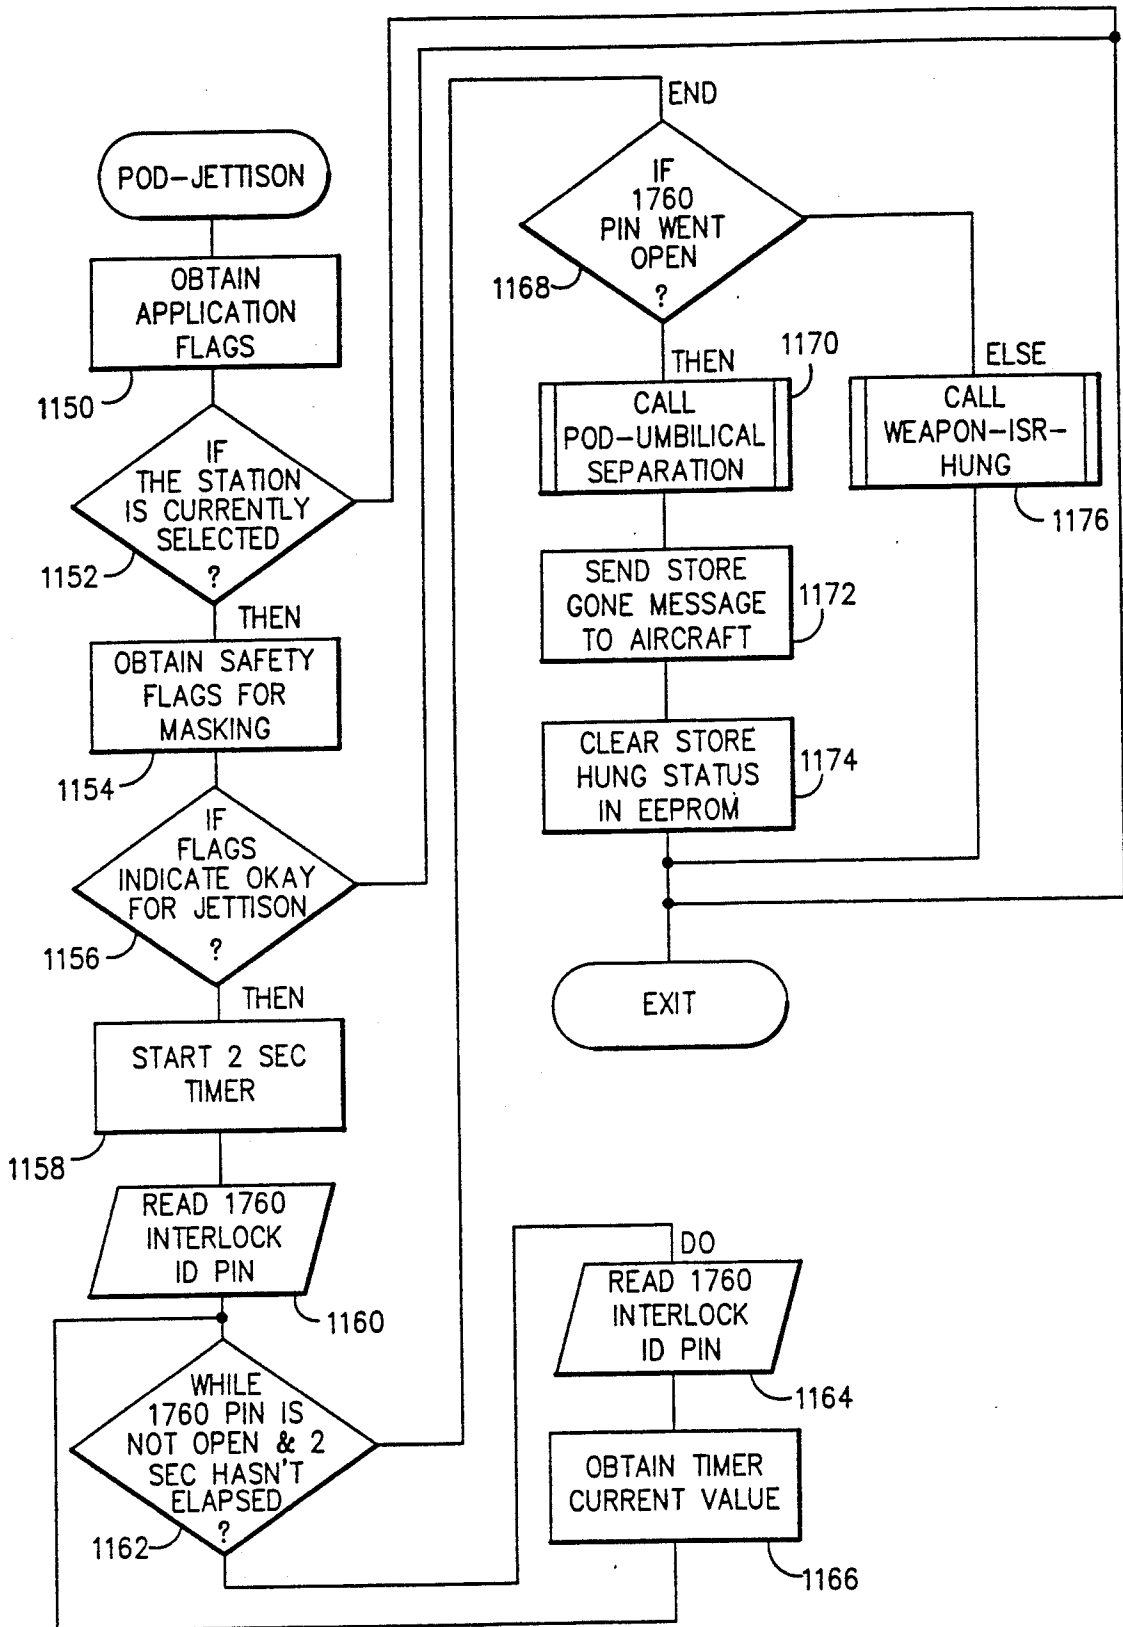 POD-JETTISON
OBTAIN
APPLICATION
FLAGS
1150
IF
THE STATION
IS CURRENTLY
SELECTED
?
1152
THEN
OBTAIN SAFETY
FLAGS FOR
MASKING
1154
IF
FLAGS
INDICATE OKAY
FOR JETTISON
?
1156
THEN
START 2 SEC
TIMER
1158
READ 1760
INTERLOCK
ID PIN
1160
WHILE
1760 PIN IS
NOT OPEN & 2
SEC HASN'T
ELAPSED
?
1162
DO
READ 1760
INTERLOCK
ID PIN
1164
OBTAIN TIMER
CURRENT VALUE
1166
END
IF
1760
PIN WENT
OPEN
?
1168
THEN
CALL
POD-UMBILICAL
SEPARATION
1170
SEND STORE
GONE MESSAGE
TO AIRCRAFT
1172
CLEAR STORE
HUNG STATUS
IN EEPROM
1174
ELSE
CALL
WEAPON-ISR-
HUNG
1176
EXIT